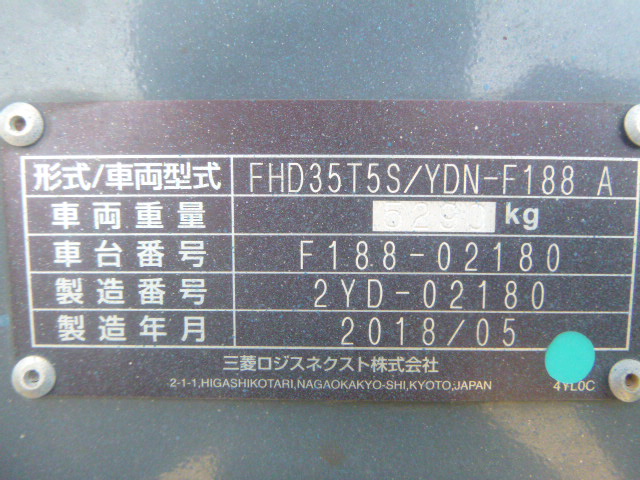 形式/車両型式 FHD35T5S/YDN-F188 A
車両重量 kg
車台番号 F188-02180
製造番号 2YD-02180
製造年月 2018/05
三菱ロジスネクスト株式会社
2-1-1,HIGASHIKOTARI,NAGAOKAKYO-SHI,KYOTO,JAPAN
4YL0C